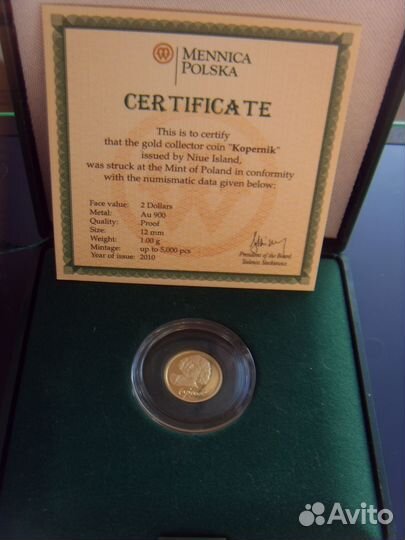 MENNICA
POLSKA
CERTIFICATE
This is to certify
that the gold collector coin "Kopernik"
issued by Niue Island,
was struck at the Mint of Poland in conformity
with the numismatic data given below:
Face value: 2 Dollars
Metal: Au 900
Quality: Proof
Size: 12 mm
Weight: 1.00 g
Mintage: up to 5,000 pcs
Year of issue: 2010
President of the Board
Avito